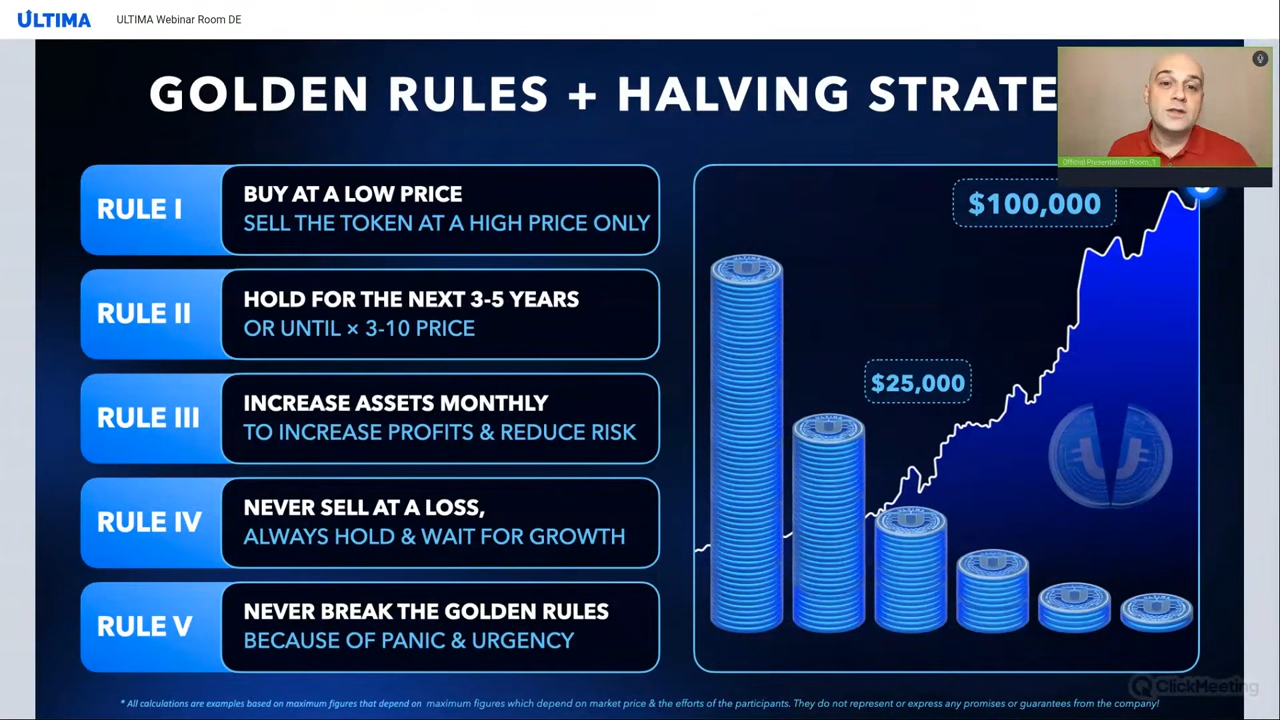 ULTIMA
ULTIMA Webinar Room DE
GOLDEN RULES + HALVING STRATE
Official Presentation Room_1
RULE I
BUY AT A LOW PRICE
SELL THE TOKEN AT A HIGH PRICE ONLY
RULE II
HOLD FOR THE NEXT 3-5 YEARS
OR UNTIL × 3-10 PRICE
RULE III
INCREASE ASSETS MONTHLY
TO INCREASE PROFITS & REDUCE RISK
RULE IV
NEVER SELL AT A LOSS,
ALWAYS HOLD & WAIT FOR GROWTH
RULE V
NEVER BREAK THE GOLDEN RULES
BECAUSE OF PANIC & URGENCY
$100,000
$25,000
ClickMeeting
* All calculations are examples based on maximum figures that depend on maximum figures which depend on market price & the efforts of the participants. They do not represent or express any promises or guarantees from the company!